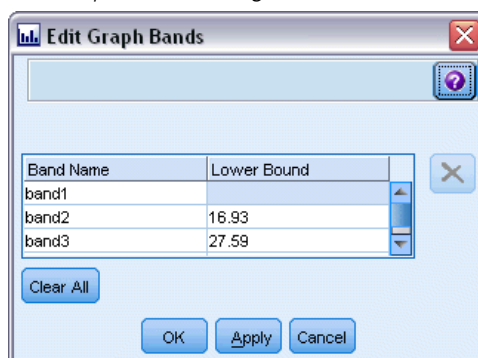 Edit Graph Bands
Band Name Lower Bound
band1
band2 16.93
band3 27.59
Clear All
OK Apply Cancel